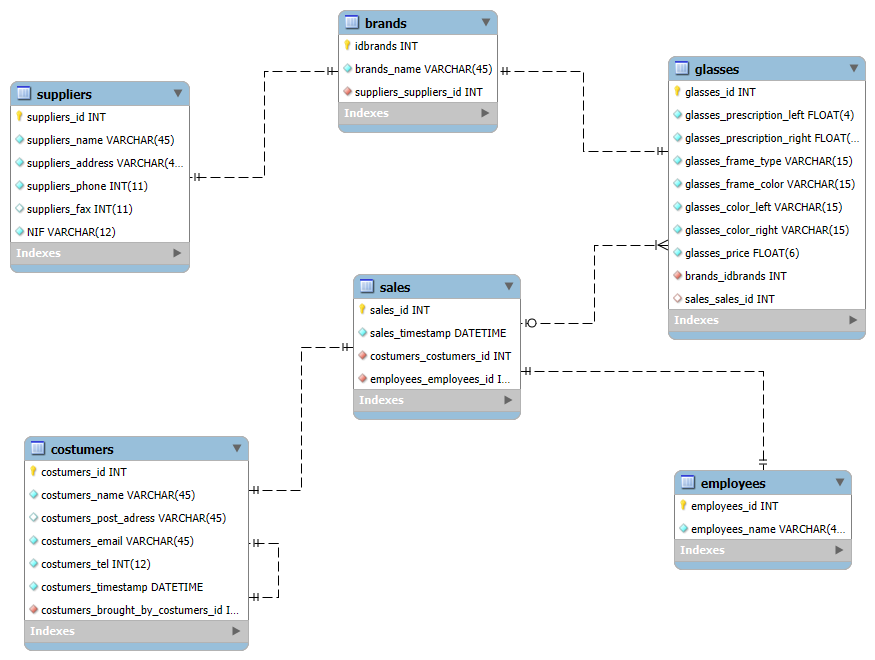 brands
idbrands INT
brands_name VARCHAR(45)
suppliers_suppliers_id INT
Indexes
suppliers
suppliers_id INT
suppliers_name VARCHAR(45)
suppliers_address VARCHAR(4...
suppliers_phone INT(11)
suppliers_fax INT(11)
NIF VARCHAR(12)
Indexes
glasses
glasses_id INT
glasses_prescription_left FLOAT(4)
glasses_prescription_right FLOAT(...
glasses_frame_type VARCHAR(15)
glasses_frame_color VARCHAR(15)
glasses_color_left VARCHAR(15)
glasses_color_right VARCHAR(15)
glasses_price FLOAT(6)
brands_idbrands INT
sales_sales_id INT
Indexes
sales
sales_id INT
sales_timestamp DATETIME
costumers_costumers_id INT
employees_employees_id I...
Indexes
costumers
costumers_id INT
costumers_name VARCHAR(45)
costumers_post_adress VARCHAR(45)
costumers_email VARCHAR(45)
costumers_tel INT(12)
costumers_timestamp DATETIME
costumers_brought_by_costumers_id I...
Indexes
employees
employees_id INT
employees_name VARCHAR(4...
Indexes